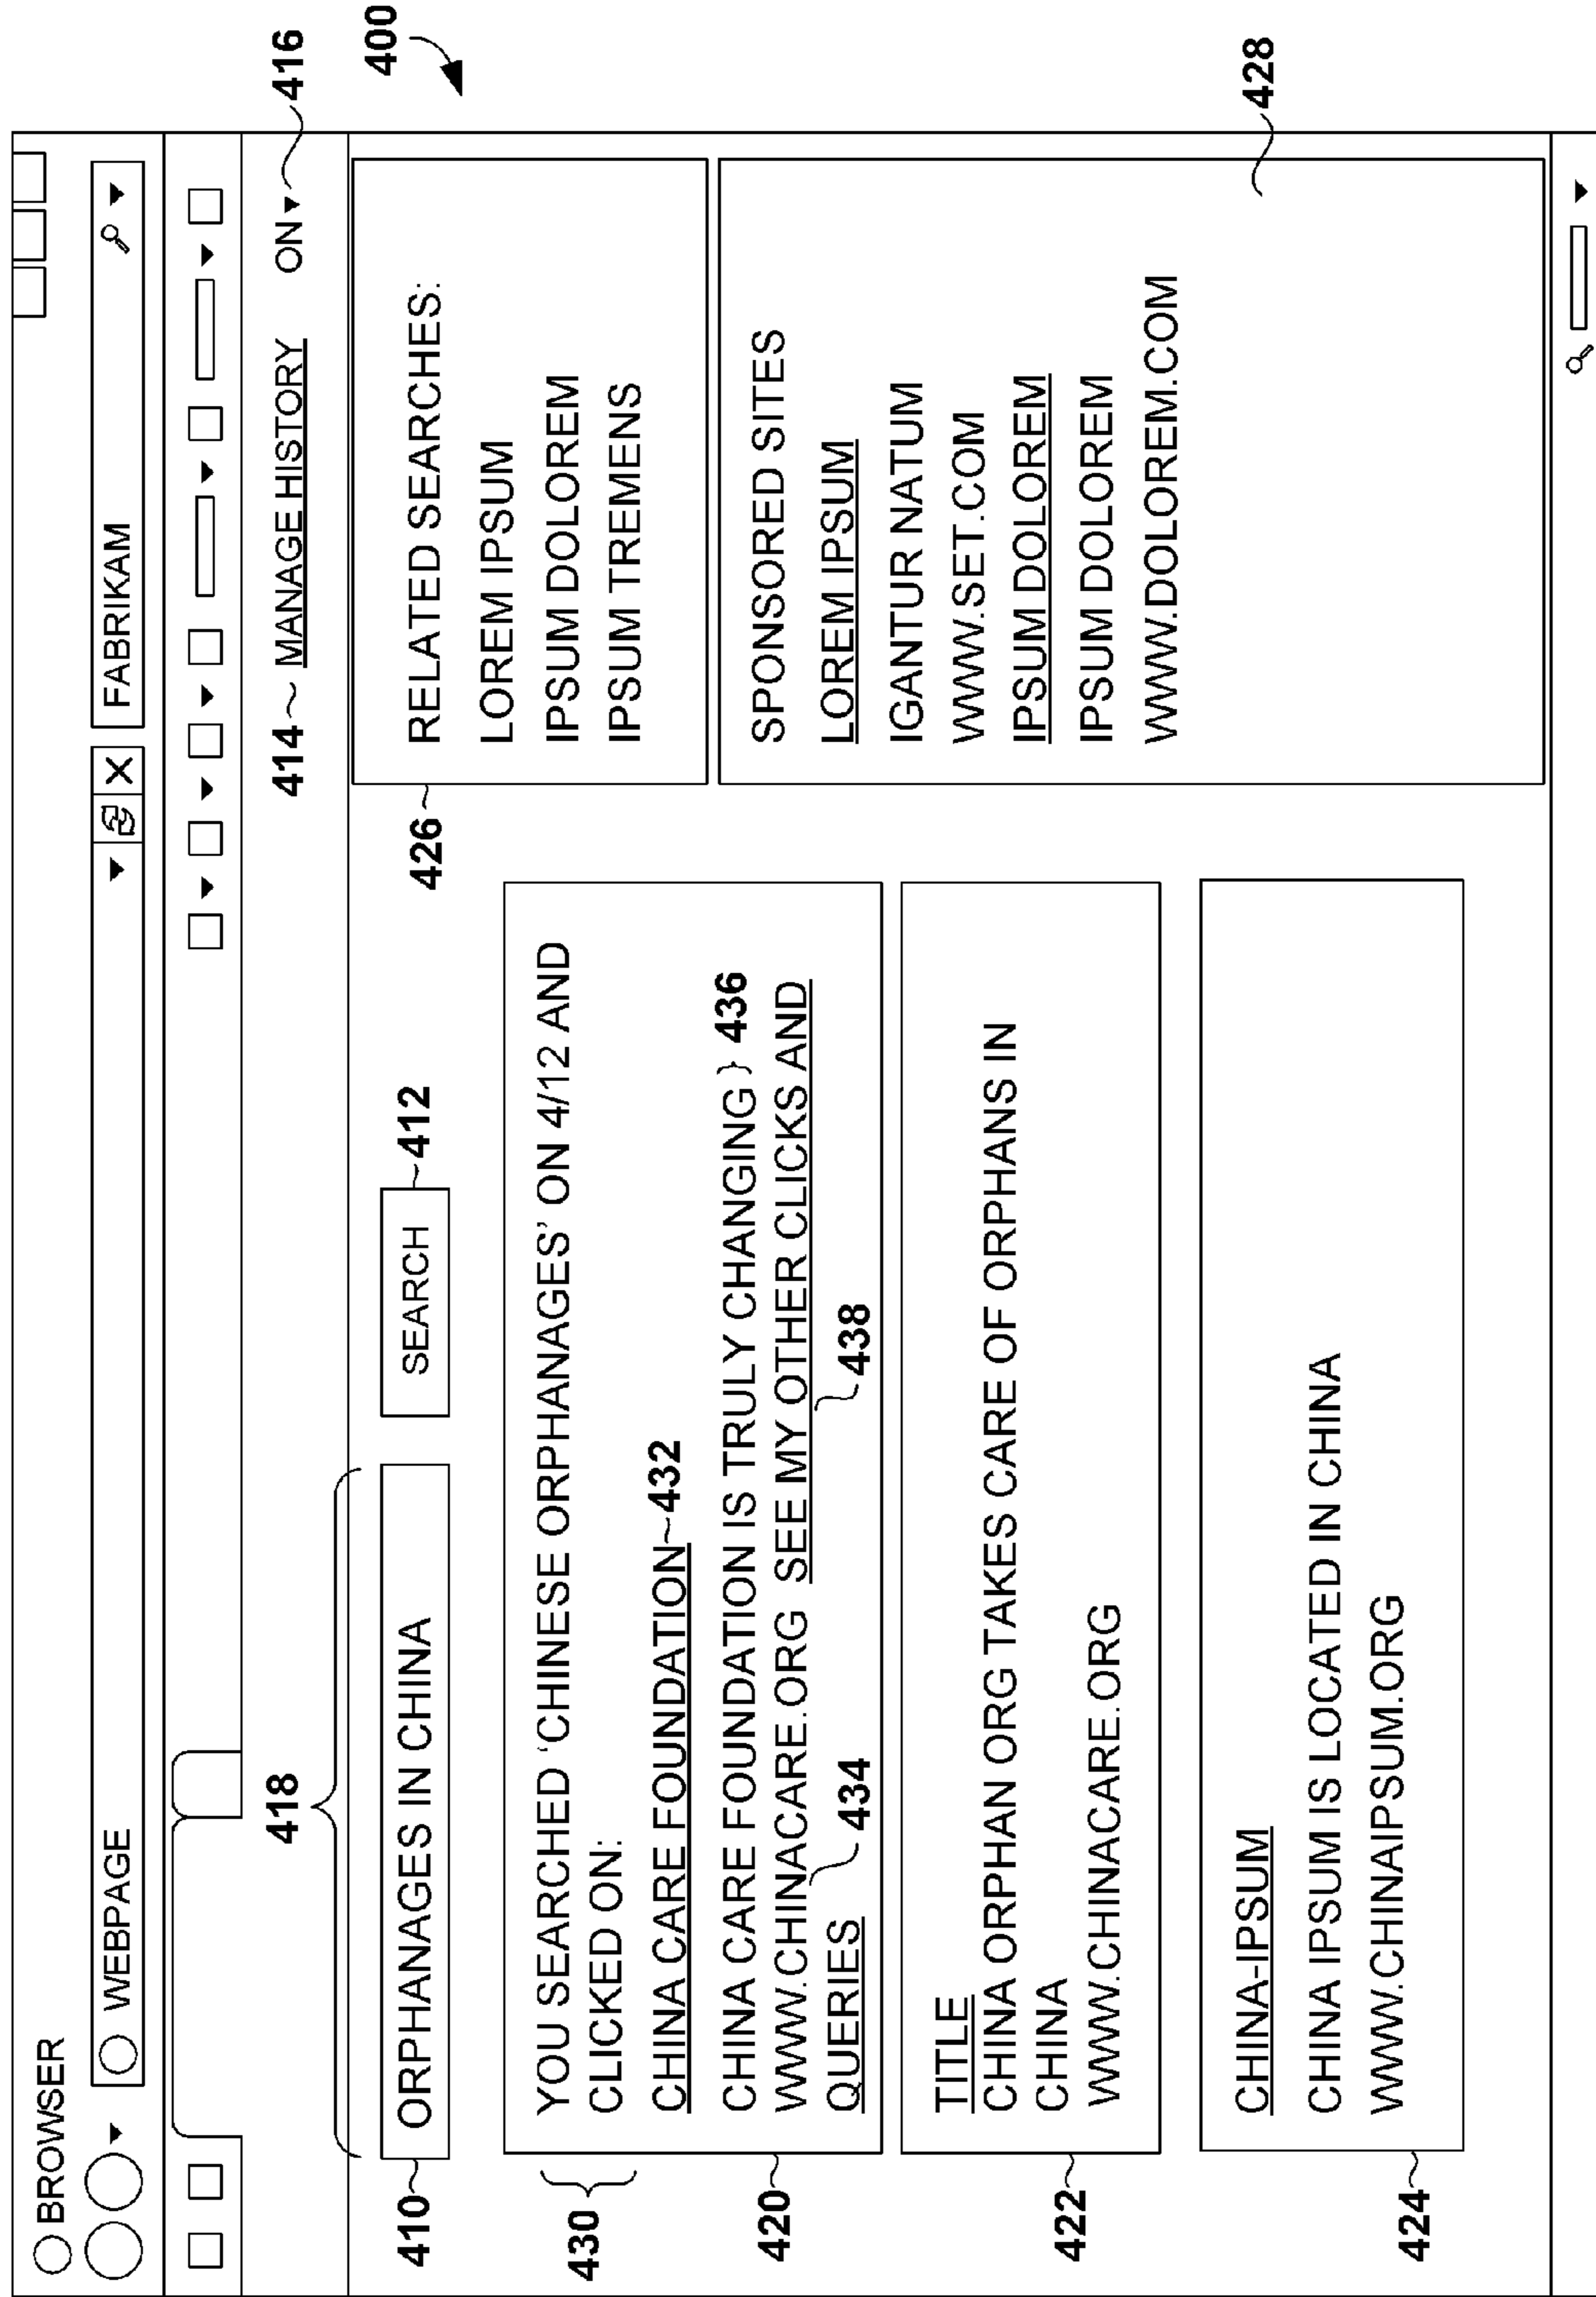 BROWSER
WEBPAGE
FABRIKAM
414 MANAGE HISTORY ON 416
400
418
410 ORPHANAGES IN CHINA SEARCH 412
430
YOU SEARCHED 'CHINESE ORPHANAGES' ON 4/12 AND
CLICKED ON:
CHINA CARE FOUNDATION 432
CHINA CARE FOUNDATION IS TRULY CHANGING 436
WWW.CHINACARE.ORG SEE MY OTHER CLICKS AND
QUERIES
434
438
420
TITLE
CHINA ORPHAN ORG TAKES CARE OF ORPHANS IN
CHINA
WWW.CHINACARE.ORG
422
CHINA-IPSUM
CHINA IPSUM IS LOCATED IN CHINA
WWW.CHINAIPSUM.ORG
424
RELATED SEARCHES:
LOREM IPSUM
IPSUM DOLOREM
IPSUM TREMENS
426
SPONSORED SITES
LOREM IPSUM
IGANTUR NATUM
WWW.SET.COM
IPSUM DOLOREM
IPSUM DOLOREM
WWW.DOLOREM.COM
428